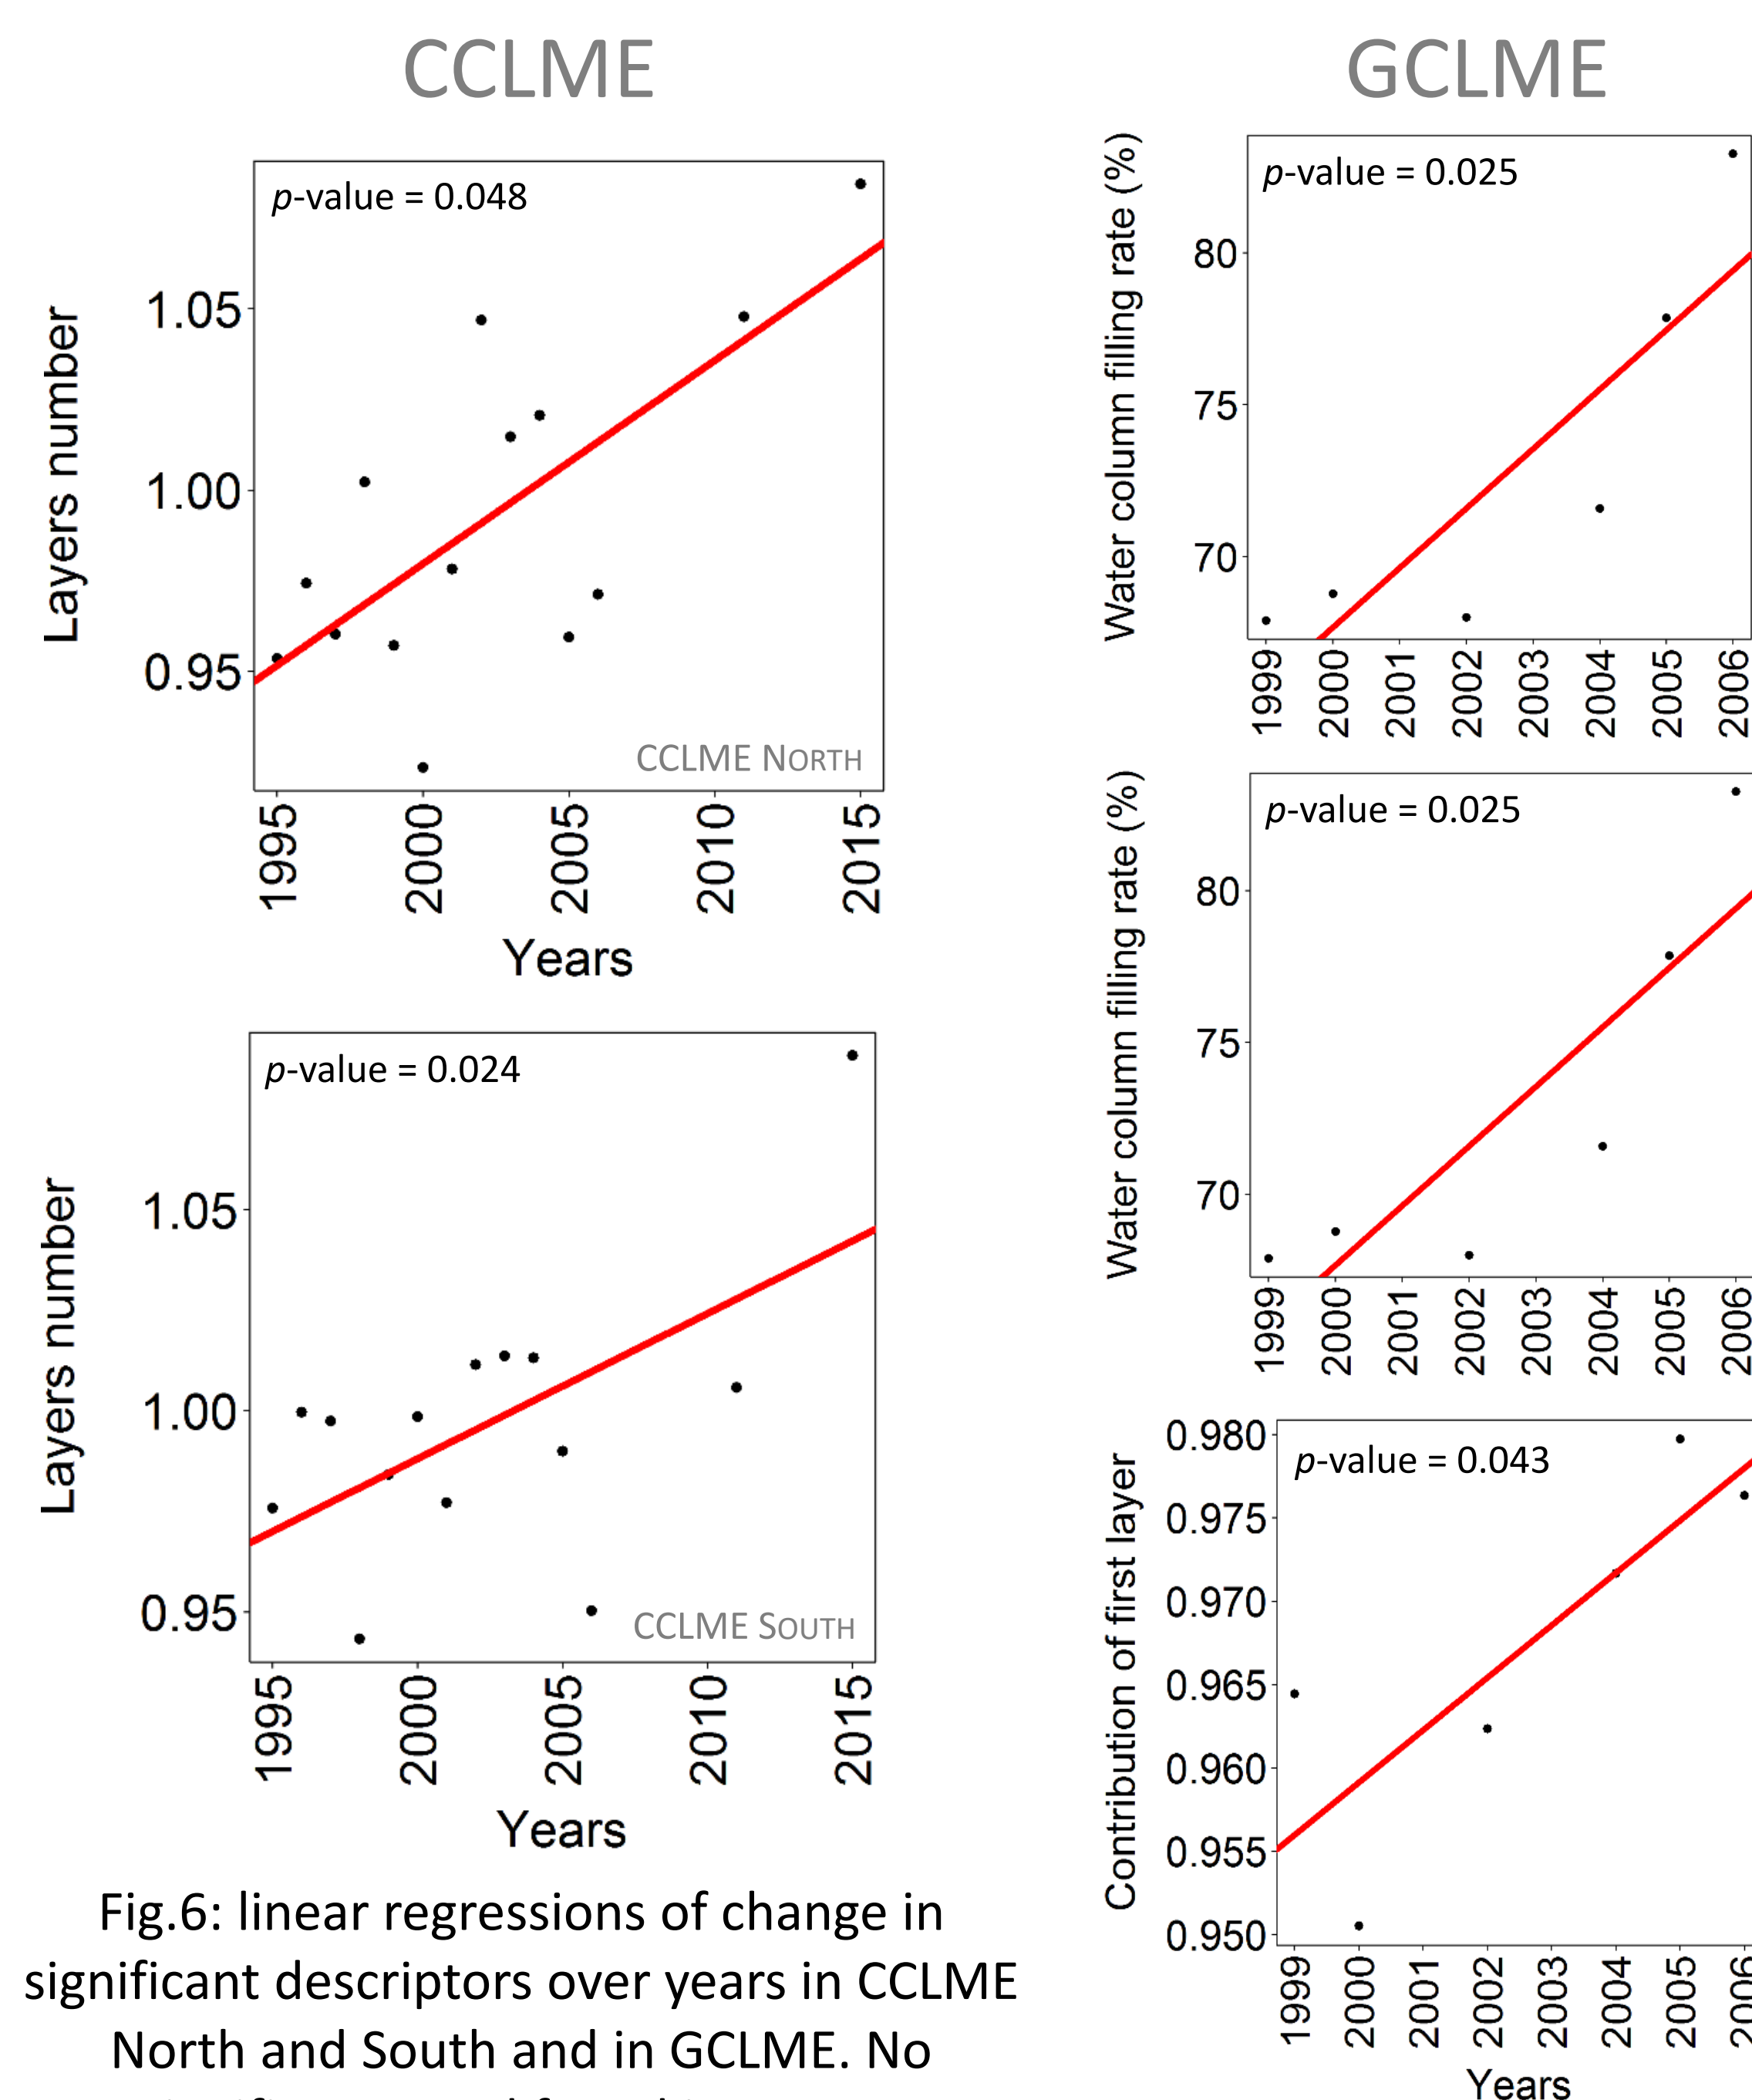 CCLME
p-value = 0.048
Layers number
1.05
1.00
0.95
CCLME NORTH
1995
2000
2005
2010
2015
Years
p-value = 0.024
Layers number
1.05
1.00
0.95
CCLME SOUTH
1995
2000
2005
2010
2015
Years
Fig.6: linear regressions of change in
significant descriptors over years in CCLME
North and South and in GCLME. No
GCLME
p-value = 0.025
Water column filling rate (%)
80
75
70
1999
2000
2001
2002
2003
2004
2005
2006
p-value = 0.025
Water column filling rate (%)
80
75
70
1999
2000
2001
2002
2003
2004
2005
2006
p-value = 0.043
Contribution of first layer
0.980
0.975
0.970
0.965
0.960
0.955
0.950
1999
2000
2001
2002
2003
2004
2005
2006
Years